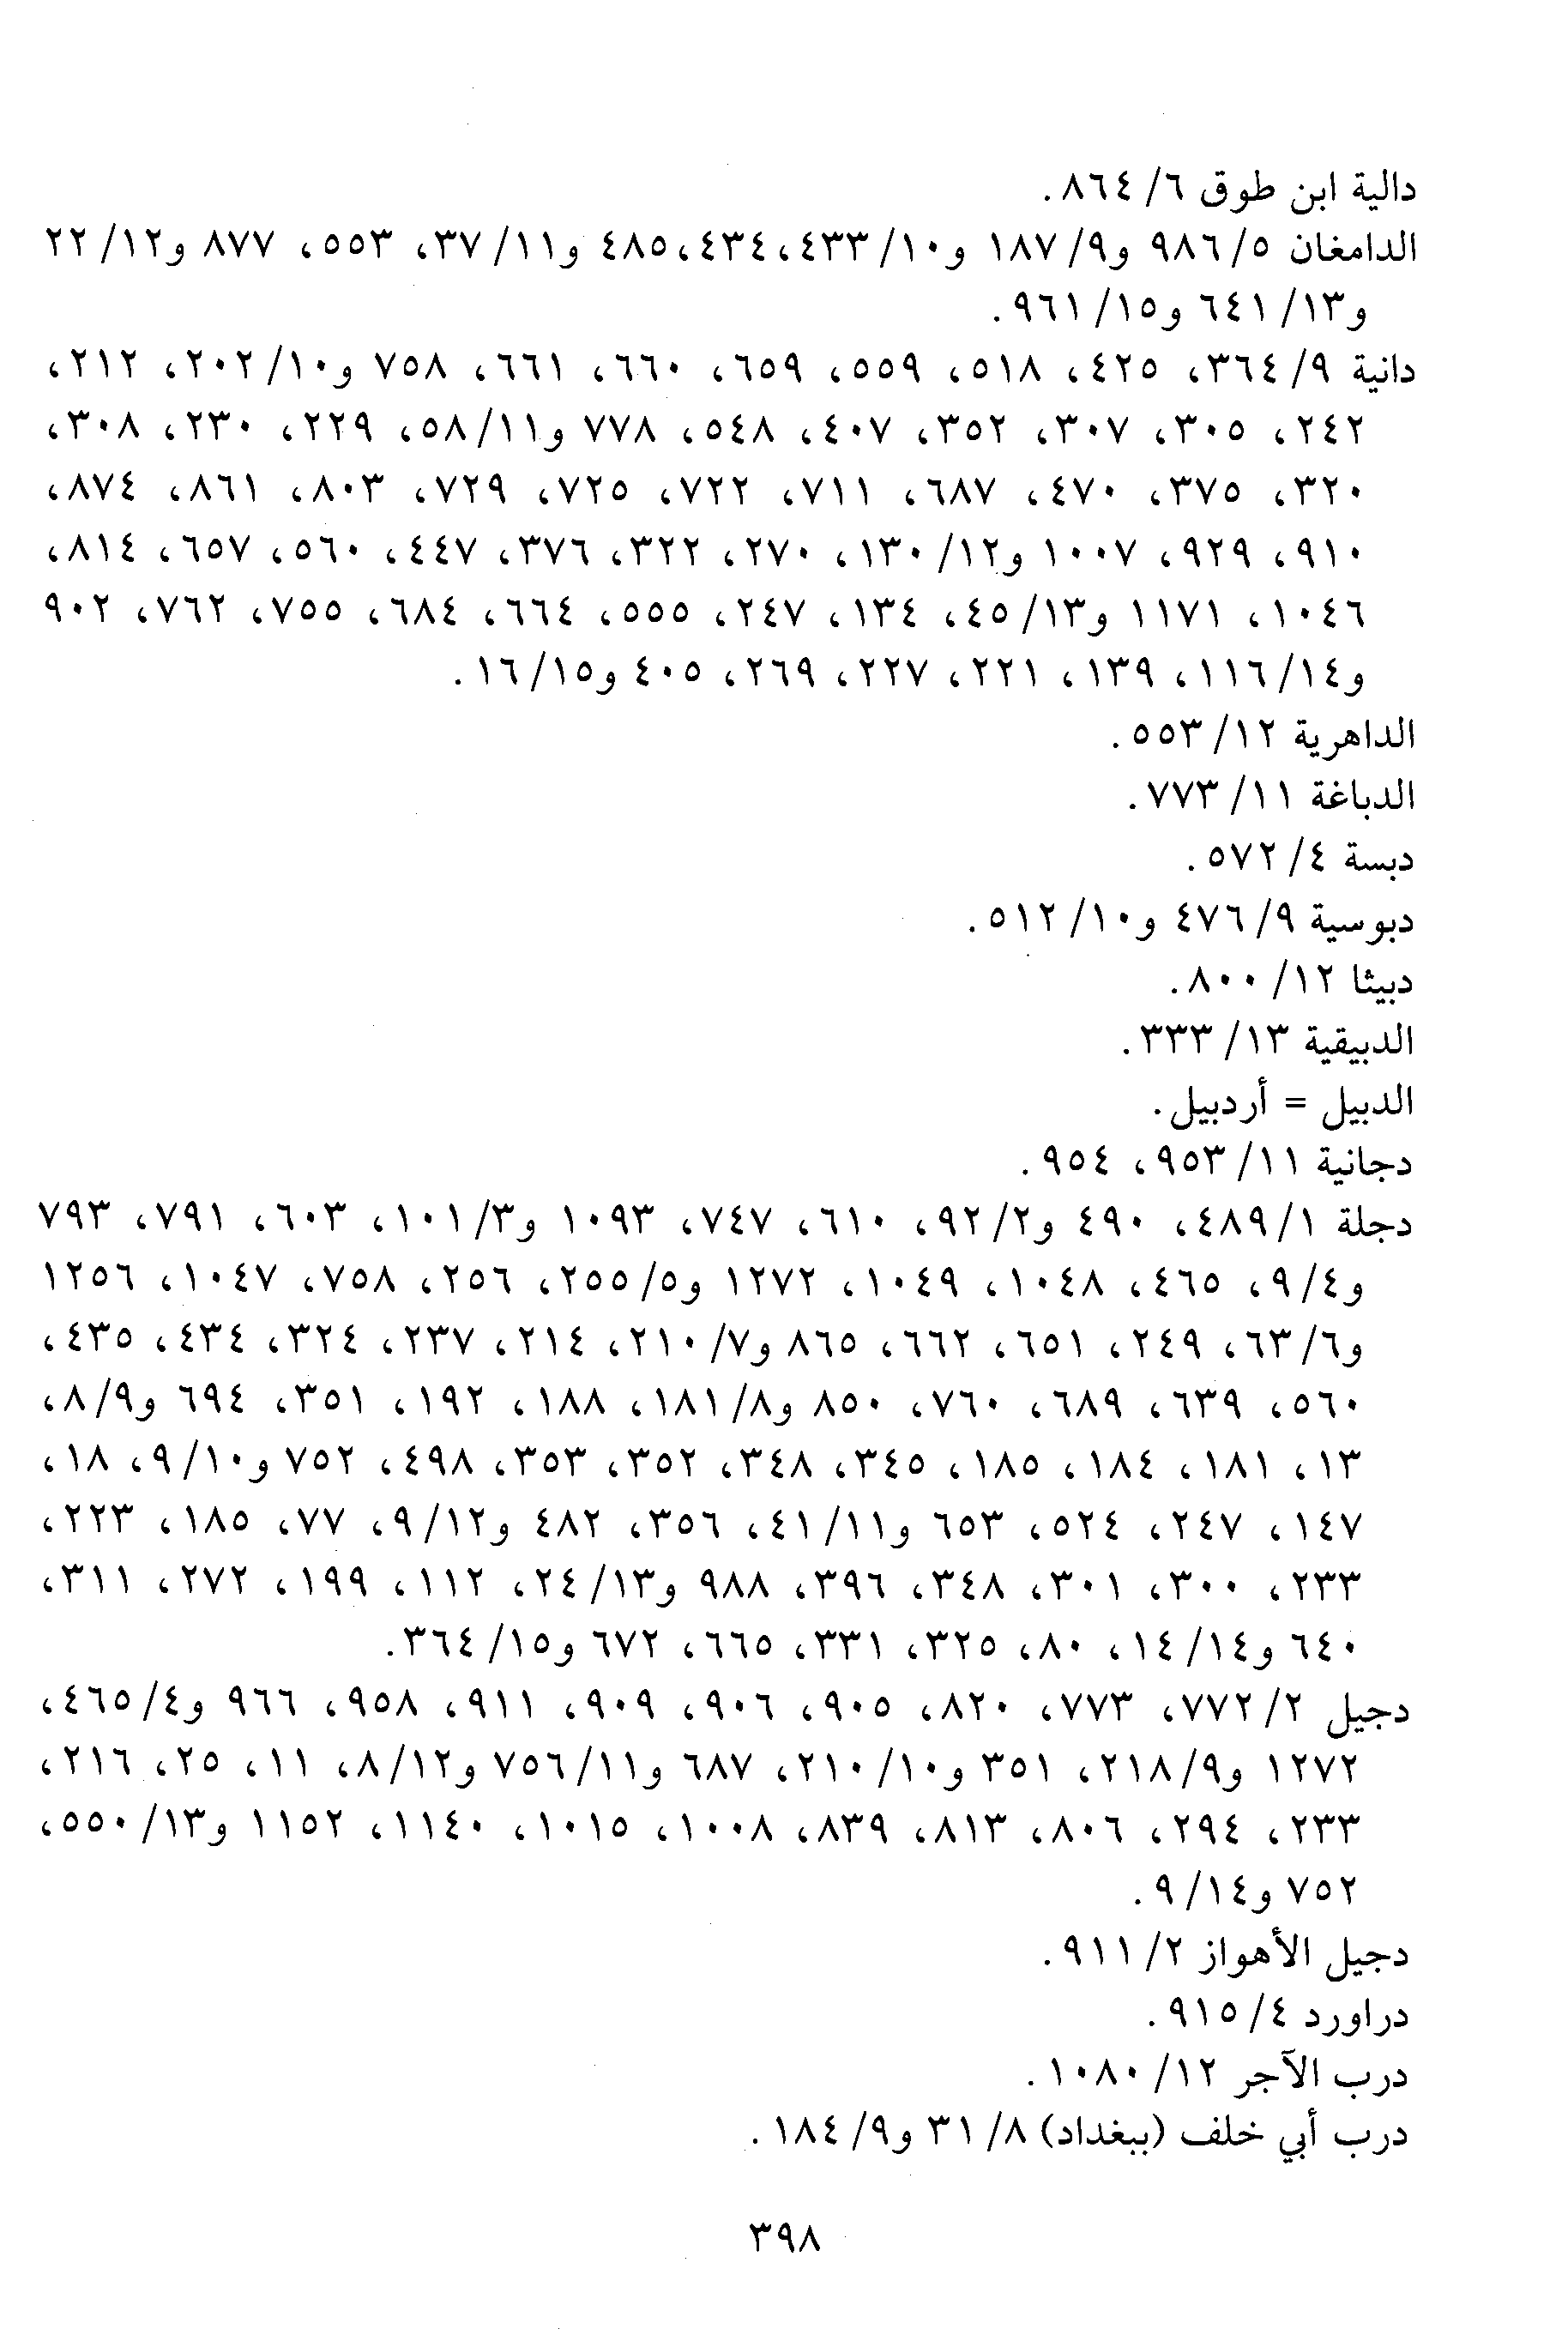 دالية ابن طوق ٦/ ٨٦٤.
الدامغان ٥/ ٩٨٦ و٩/ ١٨٧ و١٠/ ٤٣٣، ٤٣٤، ٤٨٥ و١١/ ٣٧، ٥٥٣، ٨٧٧ و١٢/ ٢٢
و١٣/ ٦٤١ و١٥/ ٩٦١.
دانية ٩/ ٣٦٤، ٤٢٥، ٥١٨، ٥٥٩، ٦٥٩، ٦٦٠، ٦٦١، ٧٥٨ و١٠/ ٢٠٢، ٢١٢،
٢٤٢، ٣٠٥، ٣٠٧، ٣٥٢، ٤٠٧، ٥٤٨، ٧٧٨ و١١/ ٥٨، ٢٢٩، ٢٣٠، ٣٠٨،
٣٢٠، ٣٧٥، ٤٧٠، ٦٨٧، ٧١١، ٧٢٢، ٧٢٥، ٧٢٩، ٨٠٣، ٨٦١، ٨٧٤،
٩١٠، ٩٢٩، ١٠٠٧ و١٢/ ١٣٠، ٢٧٠، ٣٢٢، ٣٧٦، ٤٤٧، ٥٦٠، ٦٥٧، ٨١٤،
١٠٤٦، ١١٧١ و١٣/ ٤٥، ١٣٤، ٢٤٧، ٥٥٥، ٦٦٤، ٦٨٤، ٧٥٥، ٧٦٢، ٩٠٢
و١٤/ ١١٦، ١٣٩، ٢٢١، ٢٢٧، ٢٦٩، ٤٠٥ و١٥/ ١٦.
الداهرية ١٢/ ٥٥٣.
الدباغة ١١/ ٧٧٣.
دبسة ٤/ ٥٧٢.
دبوسية ٩/ ٤٧٦ و١٠/ ٥١٢.
دبيثا ١٢/ ٨٠٠.
الدبيقية ١٣/ ٣٣٣.
الدبيل = أردبيل.
دجانية ١١/ ٩٥٣، ٩٥٤.
دجلة ١/ ٤٨٩، ٤٩٠ و٢/ ٩٢، ٦١٠، ٧٤٧، ١٠٩٣ و٣/ ١٠١، ٦٠٣، ٧٩١، ٧٩٣
و٤/ ٩، ٤٦٥، ١٠٤٨، ١٠٤٩، ١٢٧٢ و٥/ ٢٥٥، ٢٥٦، ٧٥٨، ١٠٤٧، ١٢٥٦
و٦/ ٦٣، ٢٤٩، ٦٥١، ٦٦٢، ٨٦٥ و٧/ ٢١٠، ٢١٤، ٢٣٧، ٣٢٤، ٤٣٤، ٤٣٥،
٥٦٠، ٦٣٩، ٦٨٩، ٧٦٠، ٨٥٠ و٨/ ١٨١، ١٨٨، ١٩٢، ٣٥١، ٦٩٤ و٩/ ٨،
١٣، ١٨١، ١٨٤، ١٨٥، ٣٤٥، ٣٤٨، ٣٥٢، ٣٥٣، ٤٩٨، ٧٥٢ و١٠/ ٩، ١٨،
١٤٧، ٢٤٧، ٥٢٤، ٦٥٣ و١١/ ٤١، ٣٥٦، ٤٨٢ و١٢/ ٩، ٧٧، ١٨٥، ٢٢٣،
٢٣٣، ٣٠٠، ٣٠١، ٣٤٨، ٣٩٦، ٩٨٨ و١٣/ ٢٤، ١١٢، ١٩٩، ٢٧٢، ٣١١،
٦٤٠ و١٤/ ١٤، ٨٠، ٣٢٥، ٣٣١، ٦٦٥، ٦٧٢ و١٥/ ٣٦٤.
دجيل ٢/ ٧٧٢، ٧٧٣، ٨٢٠، ٩٠٥، ٩٠٦، ٩٠٩، ٩١١، ٩٥٨، ٩٦٦ و٤/ ٤٦٥،
١٢٧٢ و٩/ ٢١٨، ٣٥١ و١٠/ ٢١٠، ٦٨٧ و١١/ ٧٥٦ و١٢/ ٨، ١١، ٢٥، ٢١٦،
٢٣٣، ٢٩٤، ٨٠٦، ٨١٣، ٨٣٩، ١٠٠٨، ١٠١٥، ١١٤٠، ١١٥٢ و١٣/ ٥٥٠،
٧٥٢ و١٤/ ٩.
دجيل الأهواز ٢/ ٩١١.
دراورد ٤/ ٩١٥.
درب الآجر ١٢/ ١٠٨٠.
درب أبي خلف (ببغداد) ٨/ ٣١ و٩/ ١٨٤.
٣٩٨